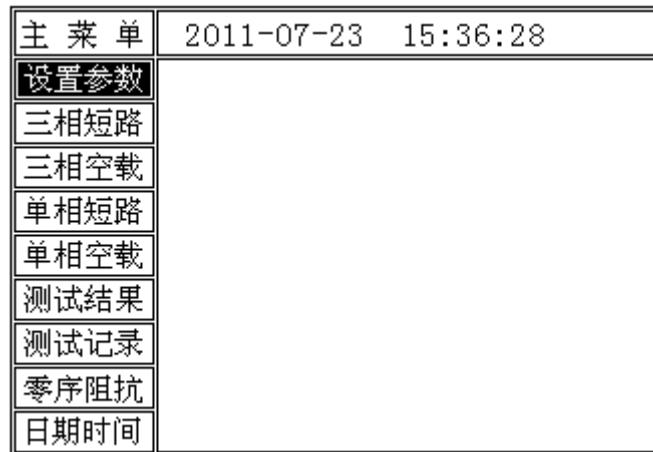 主 菜 单 2011-07-23 15:36:28
设置参数
三相短路
三相空载
单相短路
单相空载
测试结果
测试记录
零序阻抗
日期时间